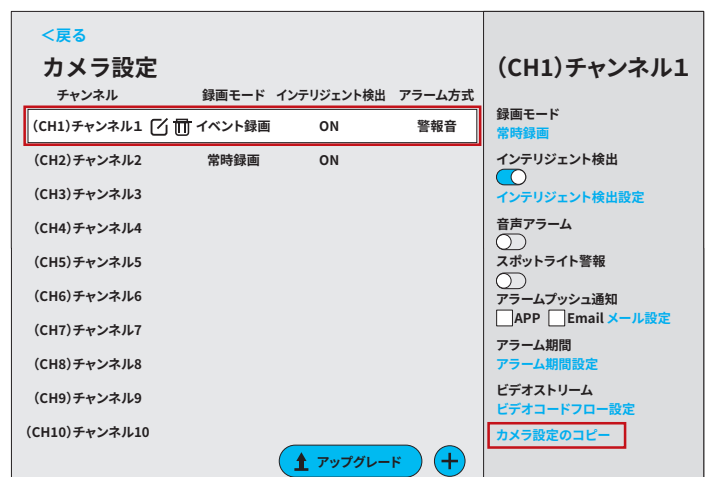 ＜戻る
カメラ設定
チャンネル 録画モード インテリジェント検出 アラーム方式
(CH1)チャンネル1 イベント録画 ON 警報音
(CH2)チャンネル2 常時録画 ON
(CH3)チャンネル3
(CH4)チャンネル4
(CH5)チャンネル5
(CH6)チャンネル6
(CH7)チャンネル7
(CH8)チャンネル8
(CH9)チャンネル9
(CH10)チャンネル10
アップグレード
(CH1)チャンネル1
録画モード
常時録画
インテリジェント検出
インテリジェント検出設定
音声アラーム
スポットライト警報
アラームプッシュ通知
APP Email メール設定
アラーム期間
アラーム期間設定
ビデオストリーム
ビデオコードフロー設定
カメラ設定のコピー